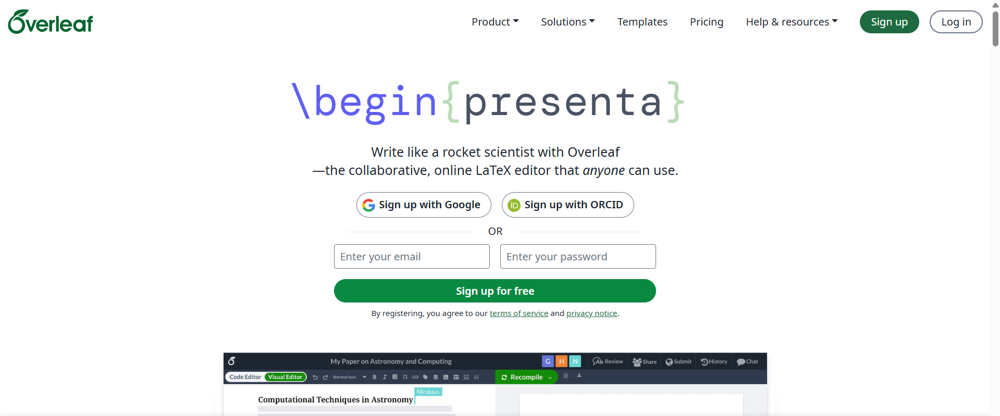 Overleaf
Product
Solutions
Templates
Pricing
Help & resources
Sign up
Log in
\begin{presenta}
Write like a rocket scientist with Overleaf
—the collaborative, online LaTeX editor that anyone can use.
Sign up with Google
iD Sign up with ORCID
OR
Enter your email
Enter your password
Sign up for free
By registering, you agree to our terms of service and privacy notice.
My Paper on Astronomy and Computing
G H N
Review
Share
Submit
History
Chat
Code Editor
Visual Editor
Normal text
Recompile
Nicolaus
Computational Techniques in Astronomy